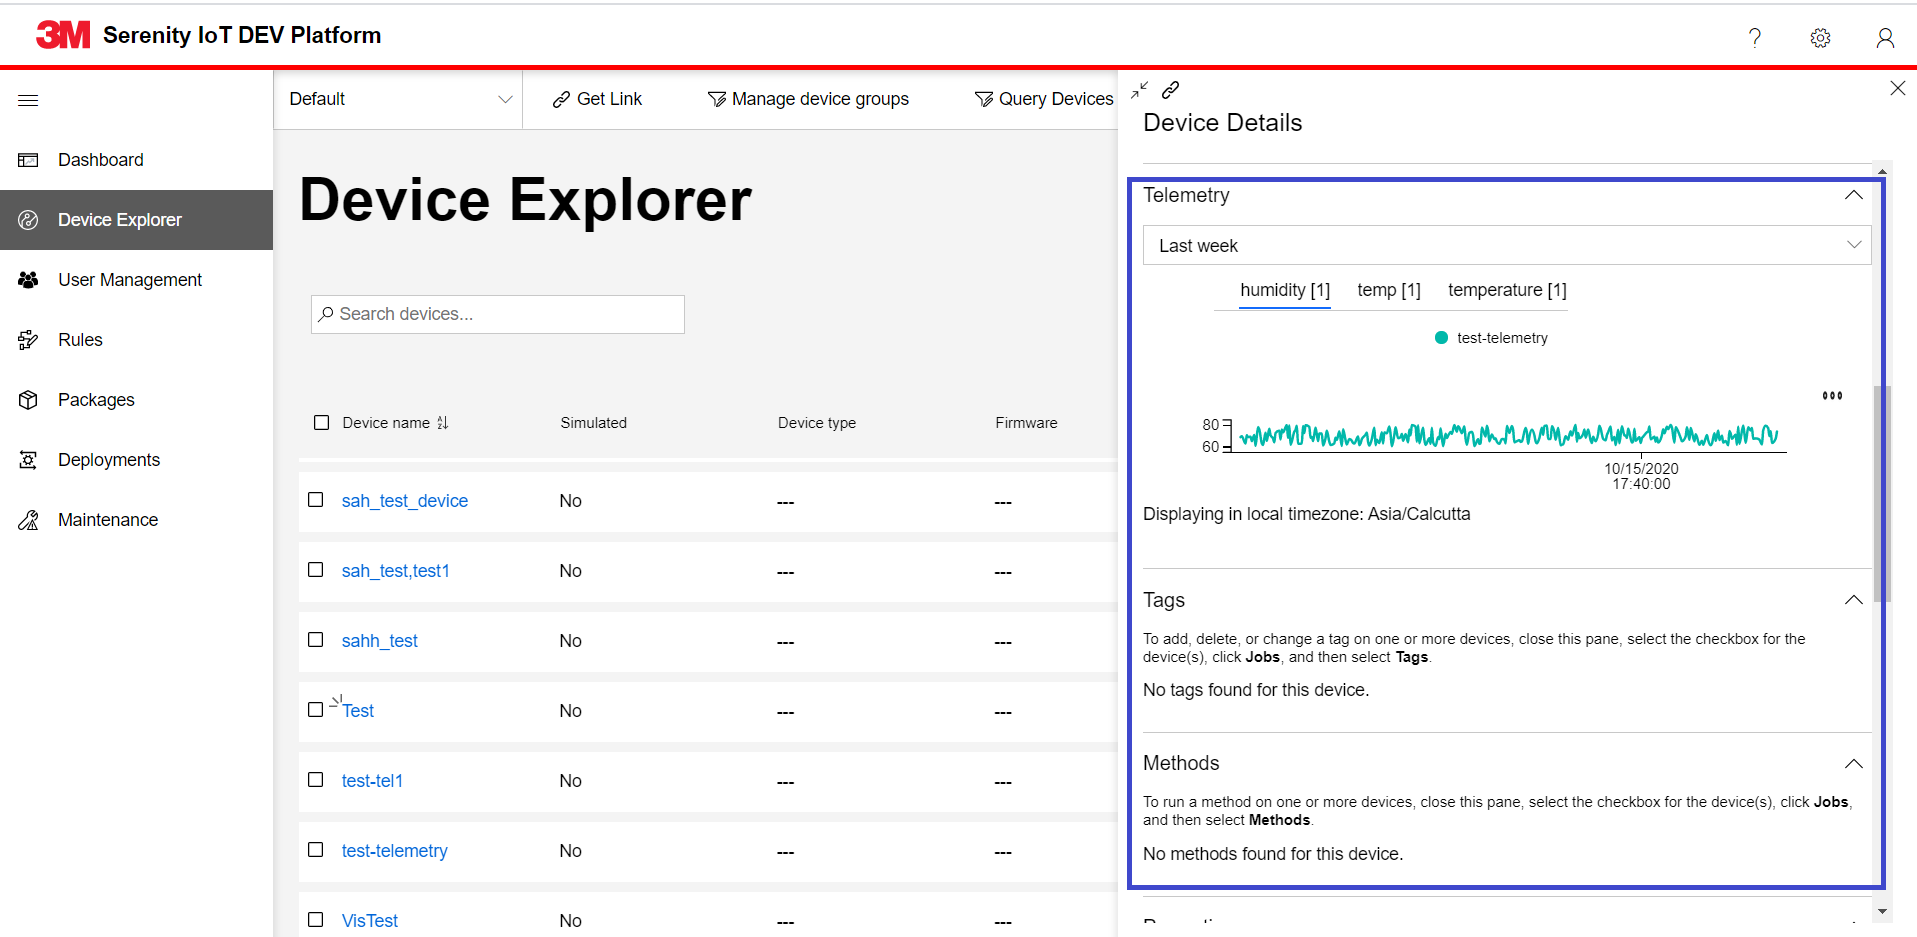 3M Serenity IoT DEV Platform
?
Default
Get Link
Manage device groups
Query Devices
Dashboard
Device Explorer
User Management
Rules
Packages
Deployments
Maintenance
Device Explorer
Search devices...
Device name Simulated Device type Firmware
sah_test_device No --- ---
sah_test,test1 No --- ---
sahh_test No --- ---
Test No --- ---
test-tel1 No --- ---
test-telemetry No --- ---
VisTest No --- ---
Device Details
Telemetry
Last week
humidity [1] temp [1] temperature [1]
test-telemetry
80
60
10/15/2020
17:40:00
Displaying in local timezone: Asia/Calcutta
Tags
To add, delete, or change a tag on one or more devices, close this pane, select the checkbox for the
device(s), click Jobs, and then select Tags.
No tags found for this device.
Methods
To run a method on one or more devices, close this pane, select the checkbox for the device(s), click Jobs,
and then select Methods.
No methods found for this device.